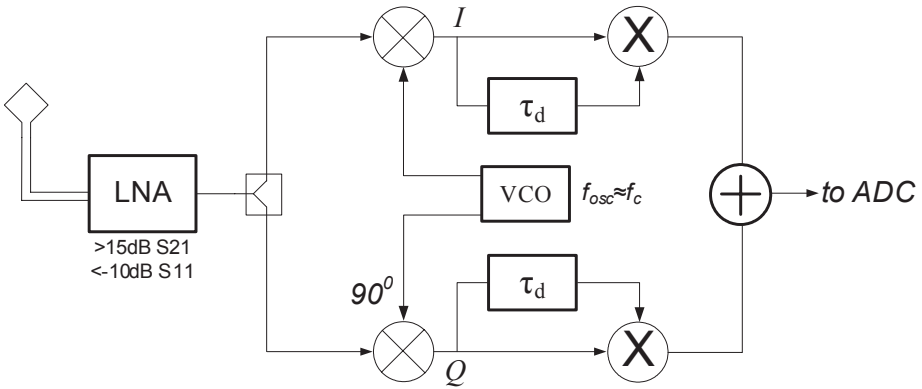 I
X
τd
LNA
VCO
fosc≈fc
to ADC
>15dB S21
<-10dB S11
90⁰
τd
Q
X